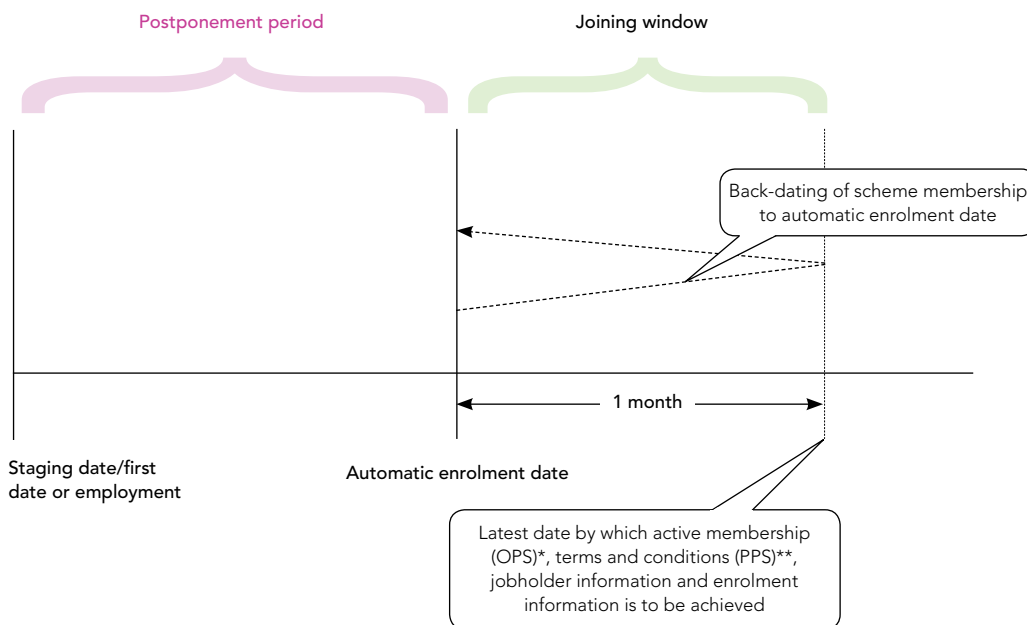 Postponement period
Joining window
Back-dating of scheme membership
to automatic enrolment date
1 month
Staging date/first
date or employment
Automatic enrolment date
Latest date by which active membership
(OPS)*, terms and conditions (PPS)**,
jobholder information and enrolment
information is to be achieved